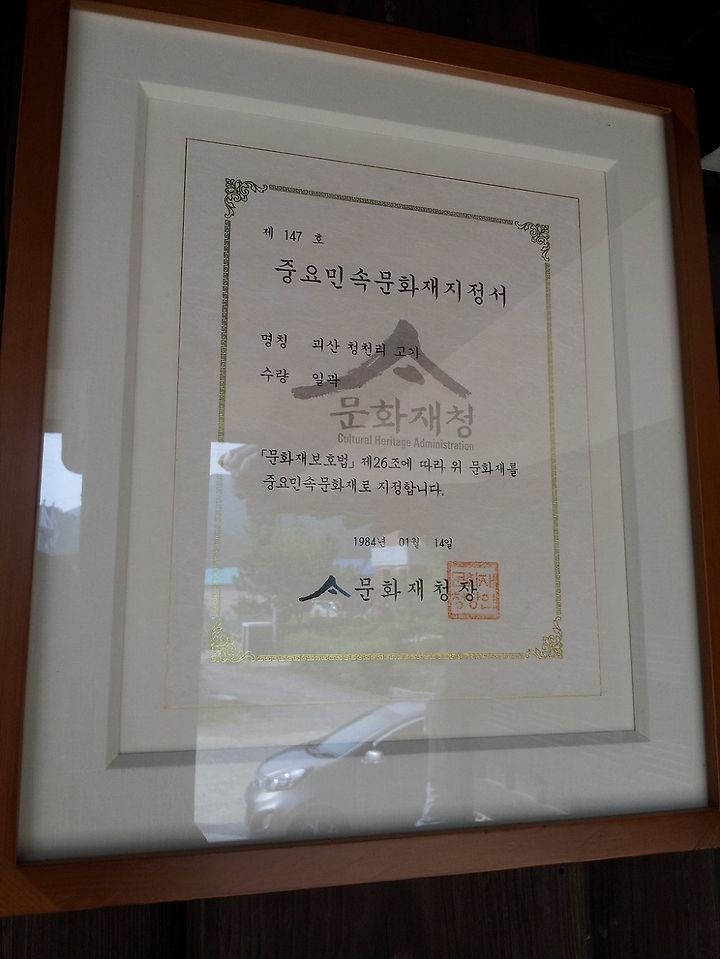 제 147 호
중요민속문화재지정서
명칭 괴산 청천리 고가
수량 일곽
문화재청
Cultural Heritage Administration
「문화재보호법」 제26조에 따라 위 문화재를
중요민속문화재로 지정합니다.
1984년 01월 14일
문화재청장